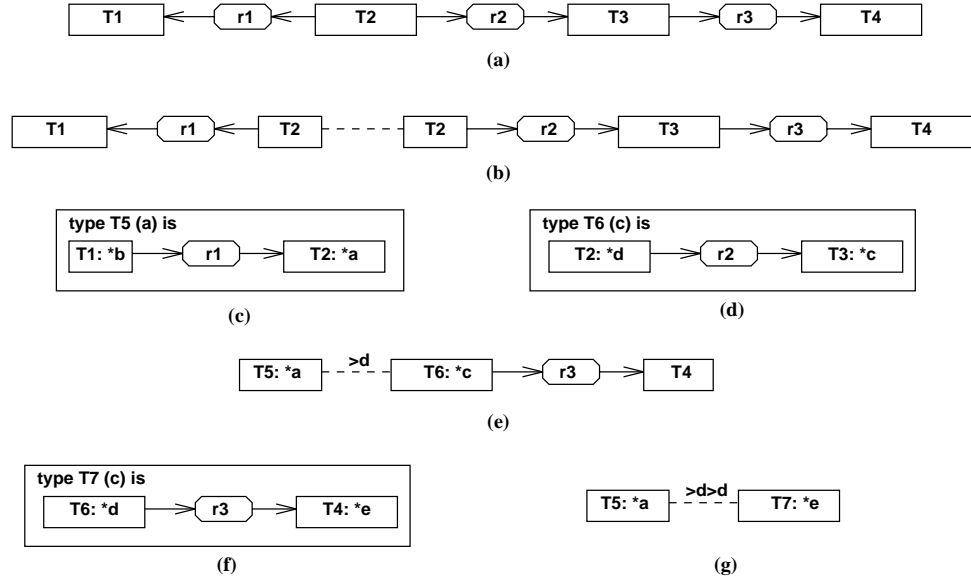 T1 r1 T2 r2 T3 r3 T4
(a)
T1 r1 T2 T2 r2 T3 r3 T4
(b)
type T5 (a) is
T1: *b r1 T2: *a
(c)
type T6 (c) is
T2: *d r2 T3: *c
(d)
T5: *a >d T6: *c r3 T4
(e)
type T7 (c) is
T6: *d r3 T4: *e
(f)
T5: *a >d>d T7: *e
(g)